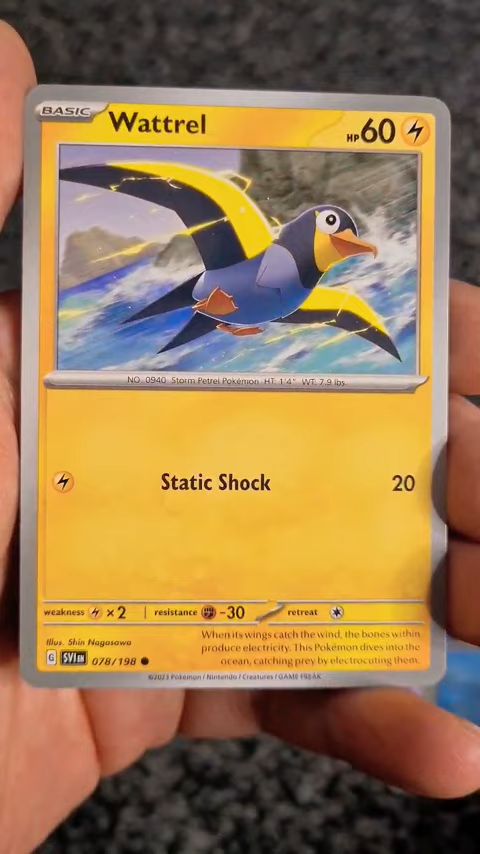 BASIC Wattrel HP 60
NO. 0940 Storm Petrel Pokémon HT: 1'4" WT: 7.9 lbs
Static Shock 20
weakness ×2 resistance -30 retreat
Illus. Shin Nagasawa
G SVI EN 078/198
When its wings catch the wind, the bones within
produce electricity. This Pokémon dives into the
ocean, catching prey by electrocuting them.
©2023 Pokémon / Nintendo / Creatures / GAME FREAK